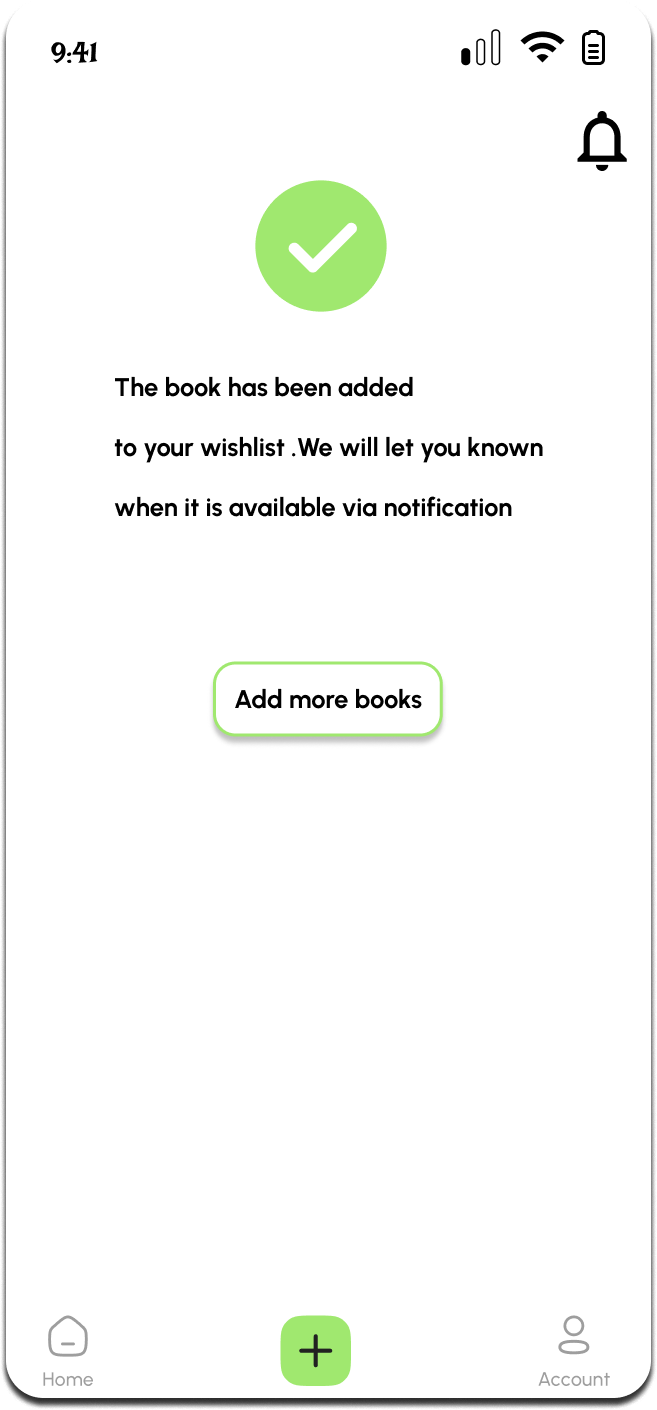 9:41
The book has been added
to your wishlist .We will let you known
when it is available via notification
Add more books
Home
Account